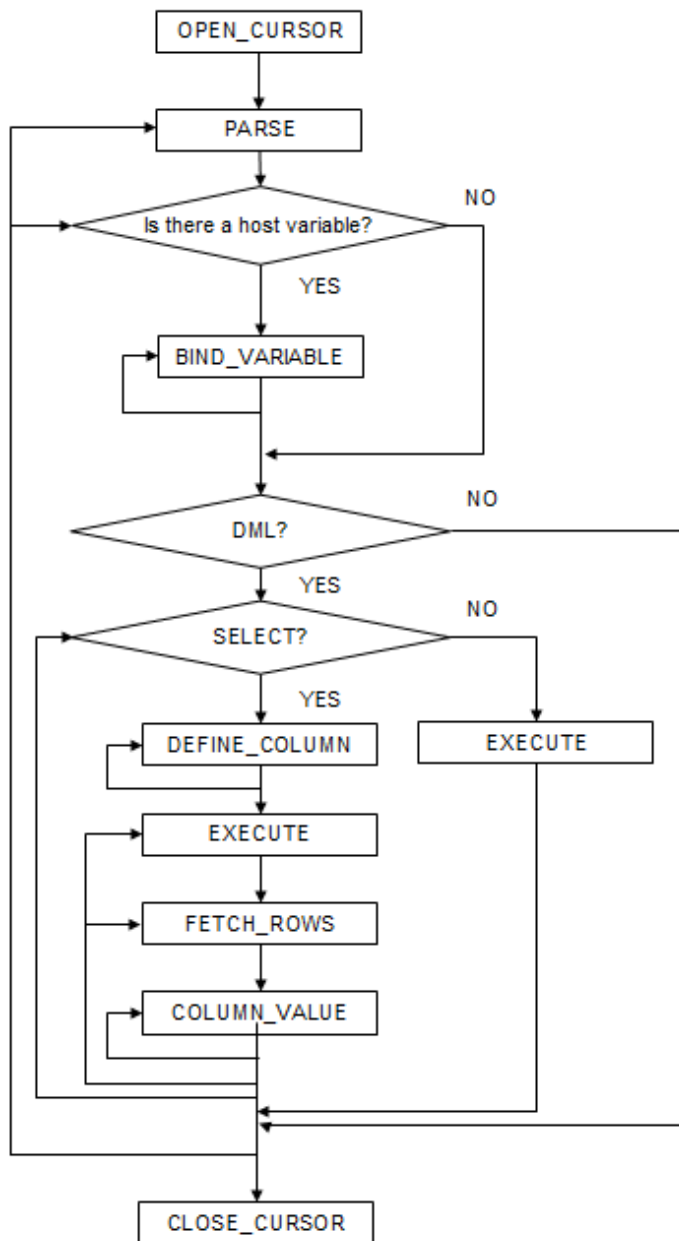 OPEN_CURSOR
PARSE
NO
Is there a host variable?
YES
BIND_VARIABLE
NO
DML?
YES
NO
SELECT?
YES
DEFINE_COLUMN
EXECUTE
EXECUTE
FETCH_ROWS
COLUMN_VALUE
CLOSE_CURSOR